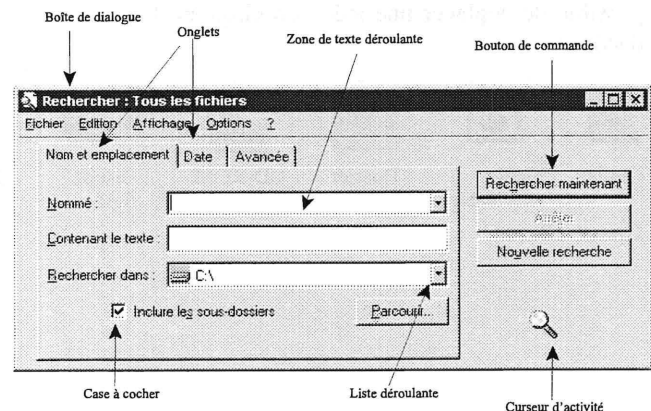 Boîte de dialogue
Onglets
Zone de texte déroulante
Bouton de commande
Rechercher : Tous les fichiers
Fichier Edition Affichage Options ?
Nom et emplacement Date Avancée
Nommé :
Contenant le texte :
Rechercher dans : C:\
Inclure les sous-dossiers
Parcourir...
Rechercher maintenant
Arrêter
Nouvelle recherche
Case à cocher
Liste déroulante
Curseur d'activité